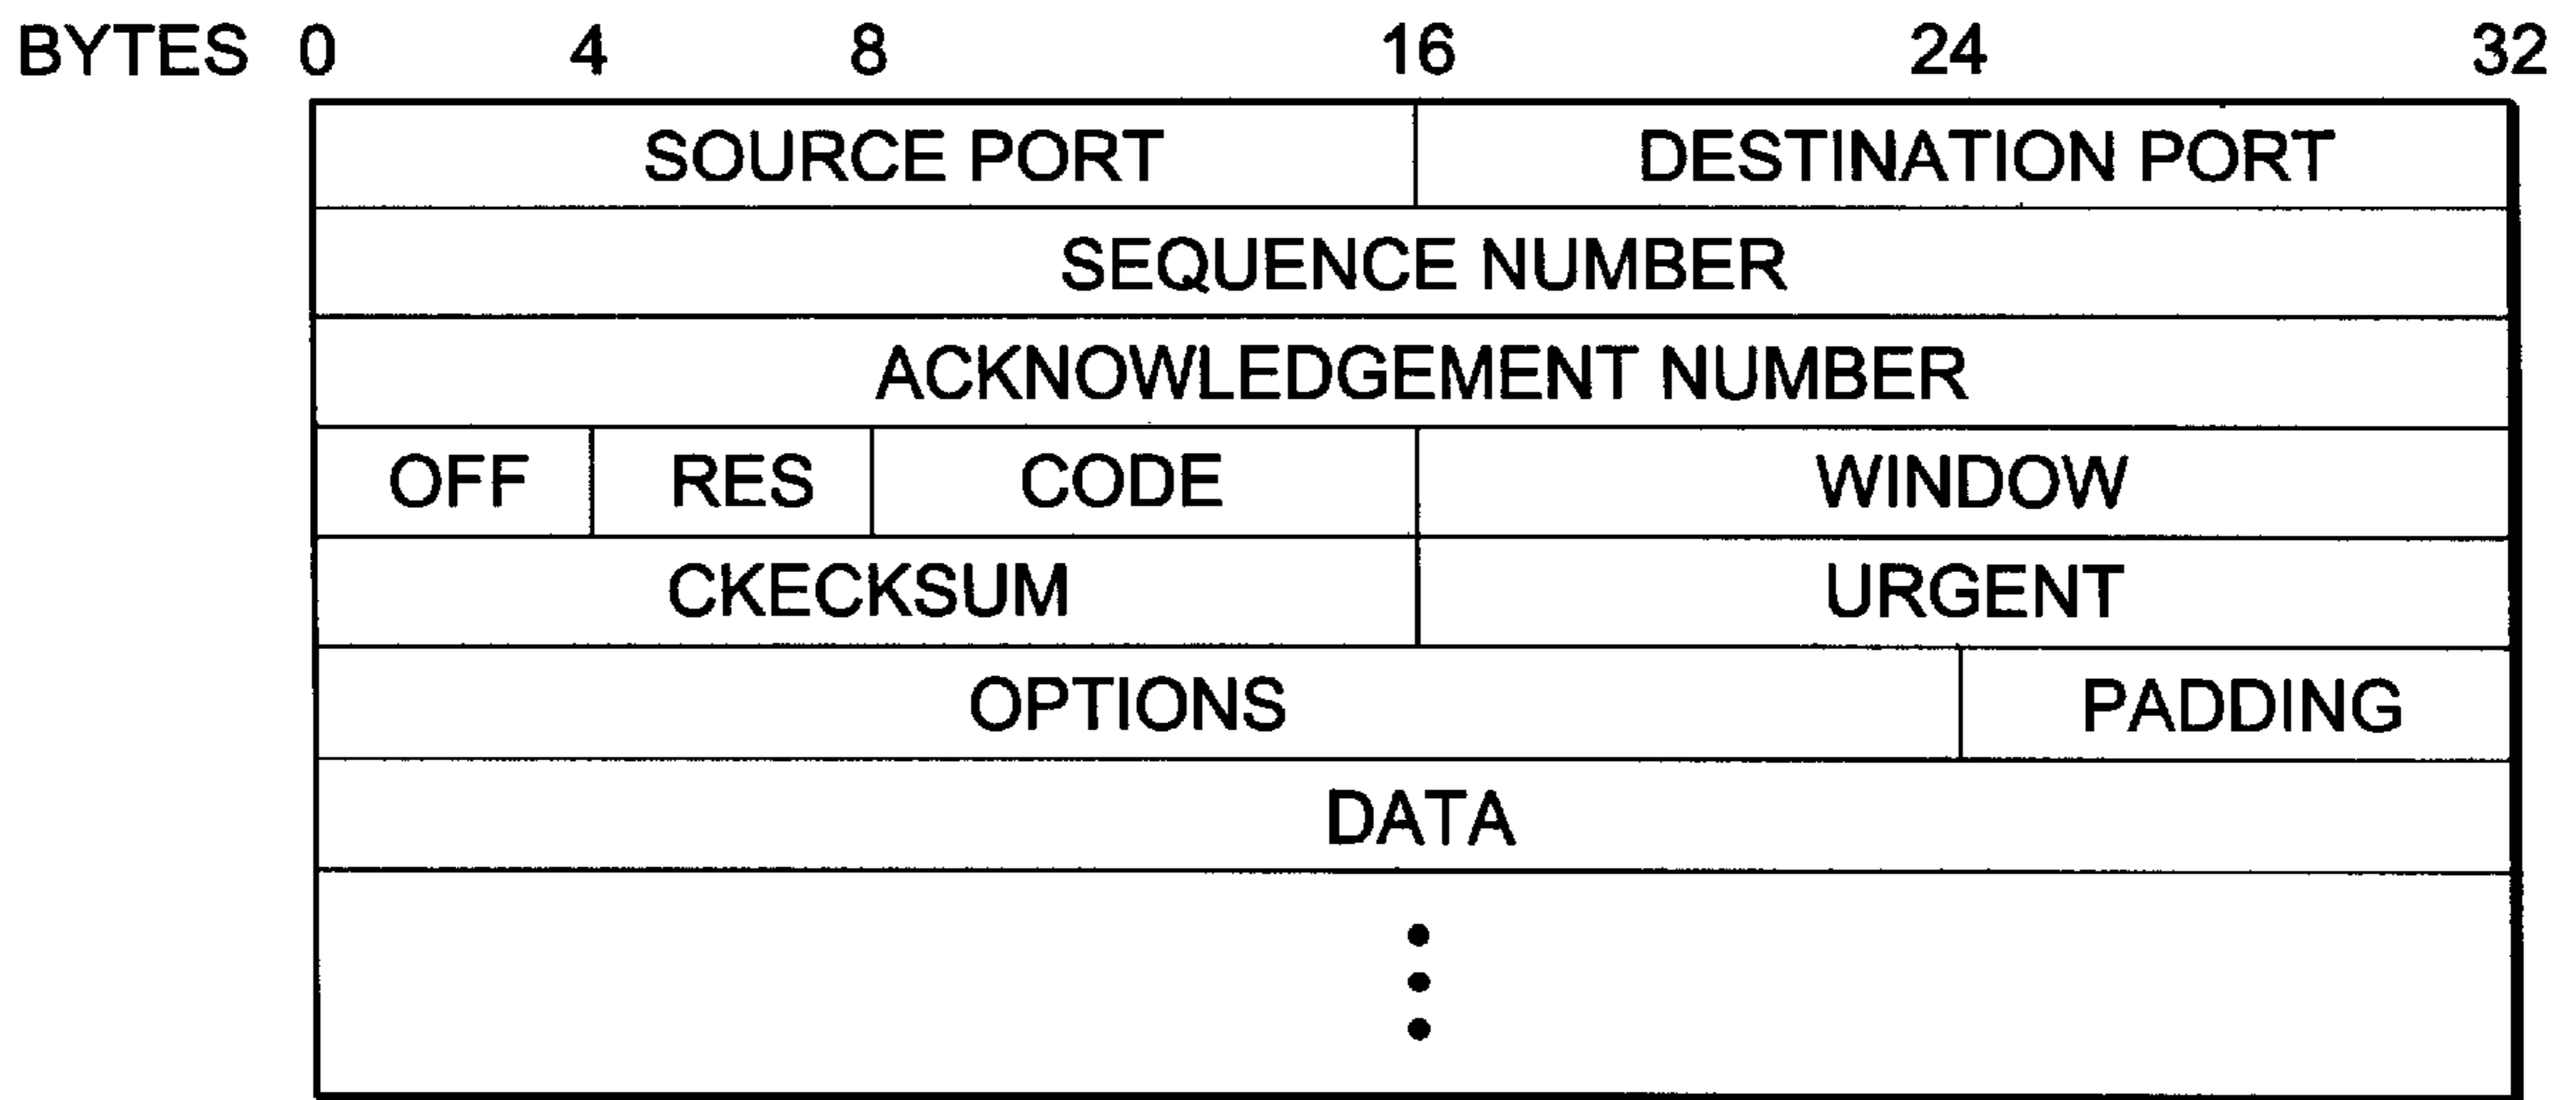 BYTES 0 4 8 16 24 32
SOURCE PORT DESTINATION PORT
SEQUENCE NUMBER
ACKNOWLEDGEMENT NUMBER
OFF RES CODE WINDOW
CKECKSUM URGENT
OPTIONS PADDING
DATA